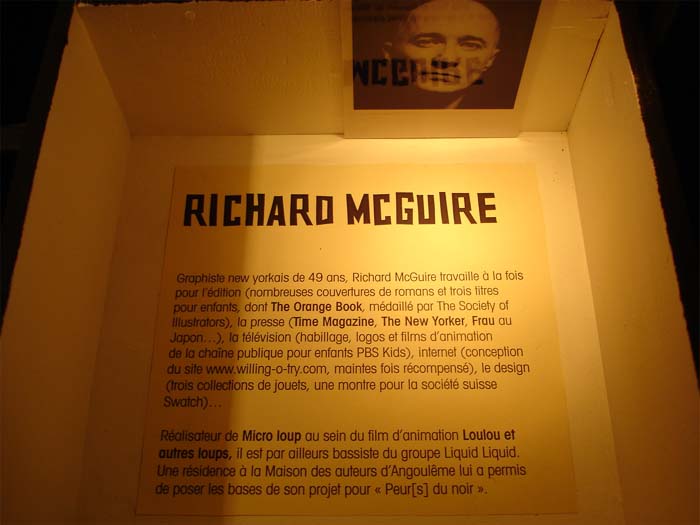 MCGUIRE
RICHARD MCGUIRE
Graphiste new yorkais de 49 ans, Richard McGuire travaille à la fois
pour l'édition (nombreuses couvertures de romans et trois titres
pour enfants, dont The Orange Book, médaillé par The Society of
Illustrators), la presse (Time Magazine, The New Yorker, Frau au
Japon…), la télévision (habillage, logos et films d'animation
de la chaîne publique pour enfants PBS Kids), internet (conception
du site www.willing-o-try.com, maintes fois récompensé), le design
(trois collections de jouets, une montre pour la société suisse
Swatch)…
Réalisateur de Micro loup au sein du film d'animation Loulou et
autres loups, il est par ailleurs bassiste du groupe Liquid Liquid.
Une résidence à la Maison des auteurs d'Angoulême lui a permis
de poser les bases de son projet pour « Peur[s] du noir ».